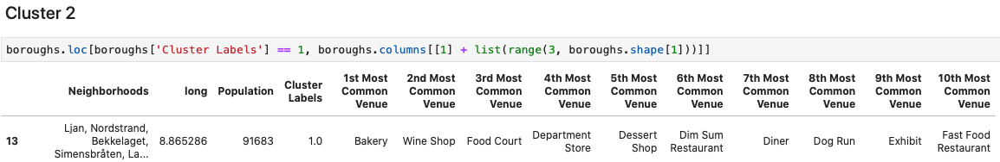 Cluster 2
boroughs.loc[boroughs['Cluster Labels'] == 1, boroughs.columns[[1] + list(range(3, boroughs.shape[1]))]]
Neighborhoods long Population Cluster Labels 1st Most Common Venue 2nd Most Common Venue 3rd Most Common Venue 4th Most Common Venue 5th Most Common Venue 6th Most Common Venue 7th Most Common Venue 8th Most Common Venue 9th Most Common Venue 10th Most Common Venue
13 Ljan, Nordstrand, Bekkelaget, Simensbråten, La... 8.865286 91683 1.0 Bakery Wine Shop Food Court Department Store Dessert Shop Dim Sum Restaurant Diner Dog Run Exhibit Fast Food Restaurant